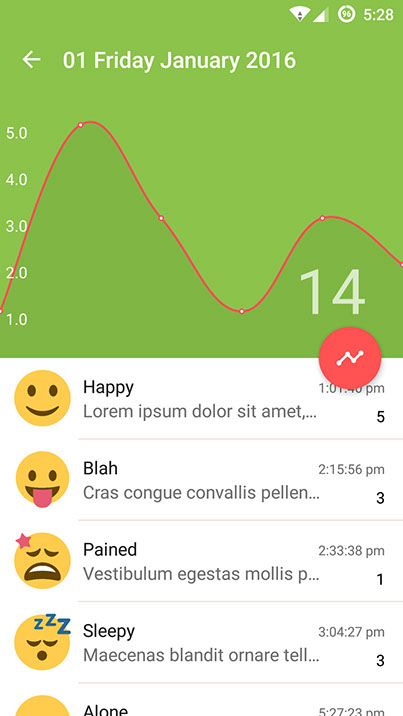 96 5:28
01 Friday January 2016
5.0
4.0
3.0
2.0
14
1.0
Happy 1:01:40 pm
Lorem ipsum dolor sit amet,... 5
Blah 2:15:56 pm
Cras congue convallis pellen... 3
Pained 2:33:38 pm
Vestibulum egestas mollis p... 1
zzz
Sleepy 3:04:27 pm
Maecenas blandit ornare tell... 3
Alone 5:27:23 pm